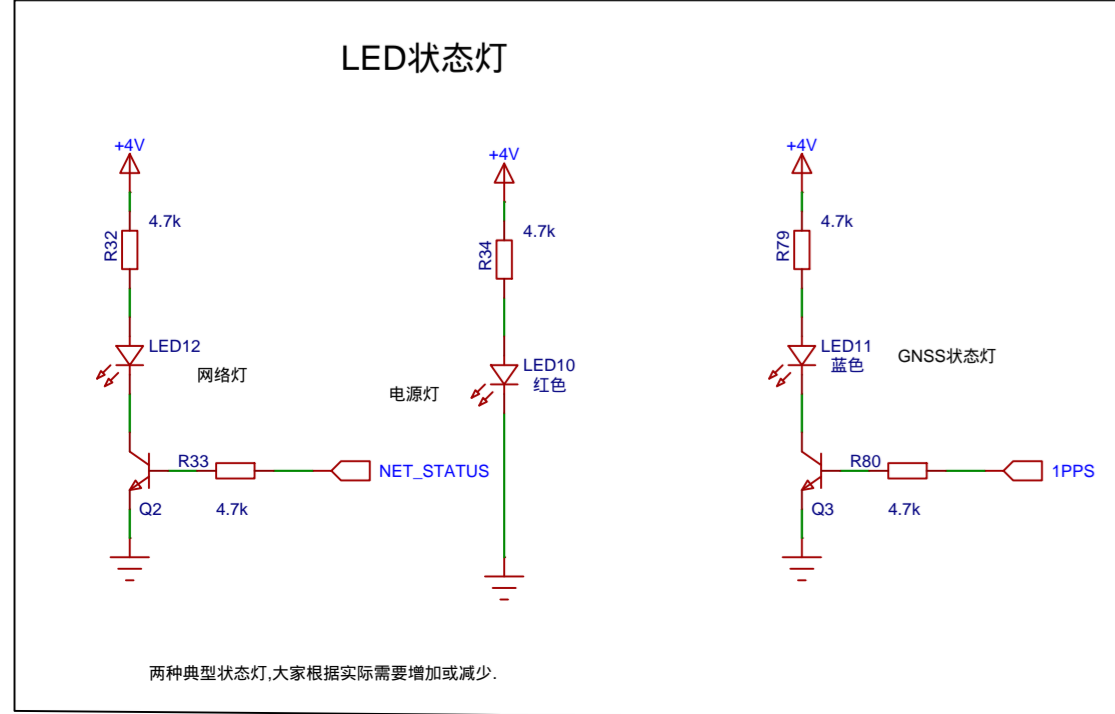 LED状态灯
+4V
R32
4.7k
LED12
网络灯
R33
4.7k
Q2
NET_STATUS
+4V
R34
4.7k
LED10
红色
电源灯
+4V
R79
4.7k
LED11
蓝色
GNSS状态灯
R80
4.7k
Q3
1PPS
两种典型状态灯,大家根据实际需要增加或减少.